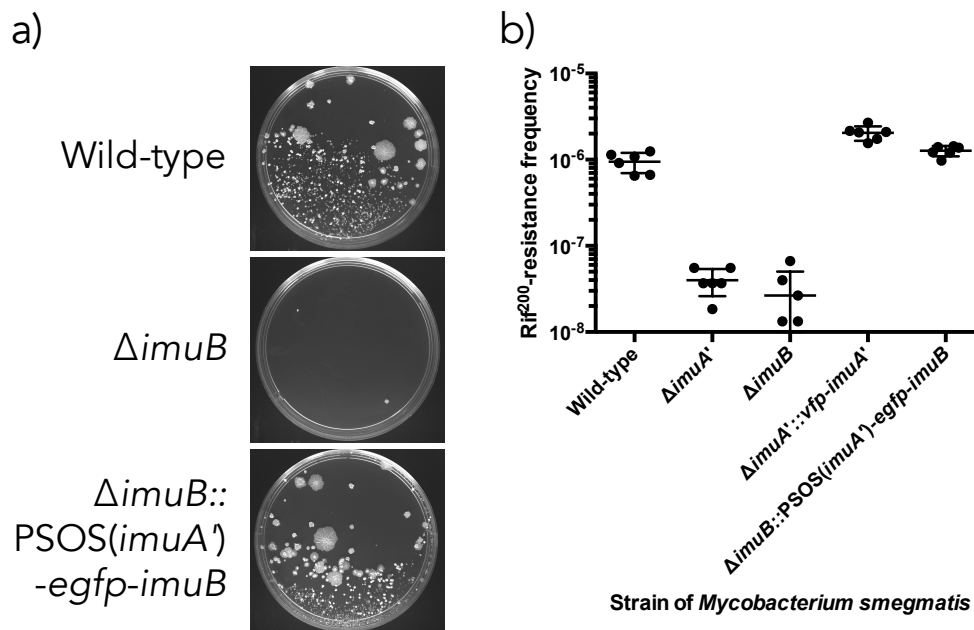 a)
Wild-type
ΔimuB
ΔimuB::
PSOS(imuA')
-egfp-imuB
b)
Rif200-resistance frequency
10-5
10-6
10-7
10-8
Wild-type
ΔimuA'
ΔimuB
ΔimuA'::vfp-imuA'
ΔimuB::PSOS(imuA')-egfp-imuB
Strain of Mycobacterium smegmatis